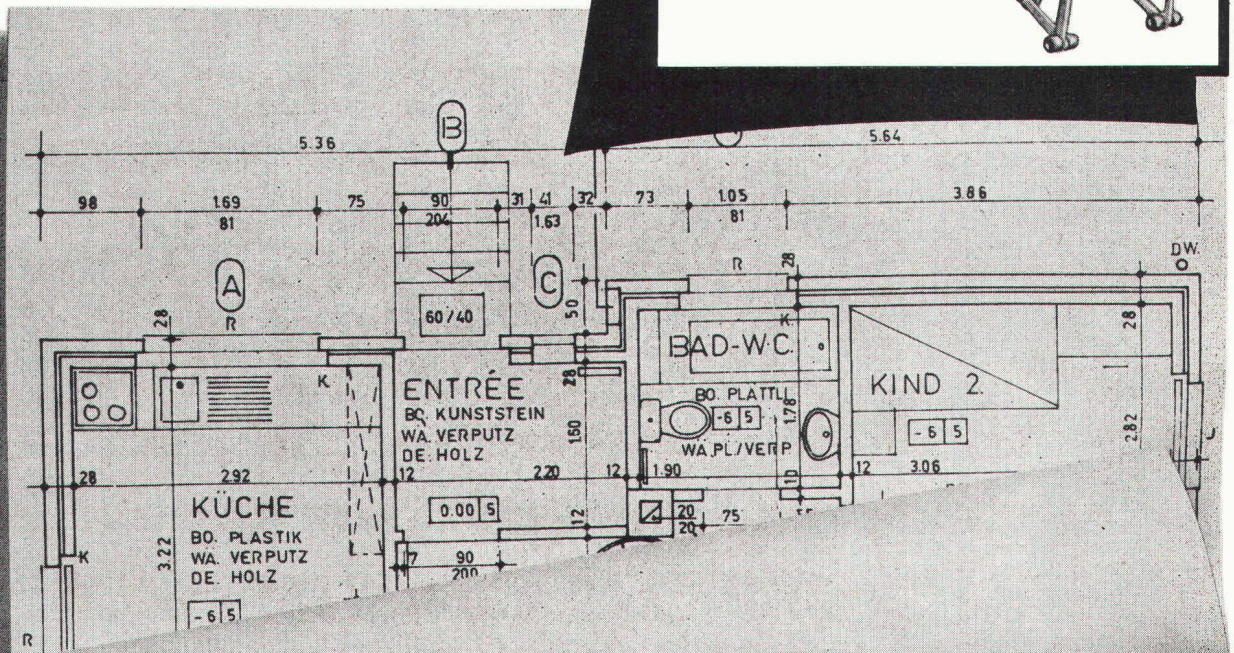 B
5.36
5.64
98
1.69
75
90
31
41
32
73
1.05
3.86
81
204
1.63
81
DW.
A
C
R
28
28
R
60/40
50
28
K
BAD-W.C.
KIND 2.
K
ENTRÉE
BO. KUNSTSTEIN
WA. VERPUTZ
DE. HOLZ
28
1.60
BO. PLÄTTLI
-6 5
1.78
WA. PL./VERP.
-6 5
2.82
28
2.92
12
2.20
12
1.90
10
12
3.06
KÜCHE
BO. PLASTIK
WA. VERPUTZ
DE. HOLZ
0.00 5
12
20
20
75
K
3.22
7
90
200
-6 5
R